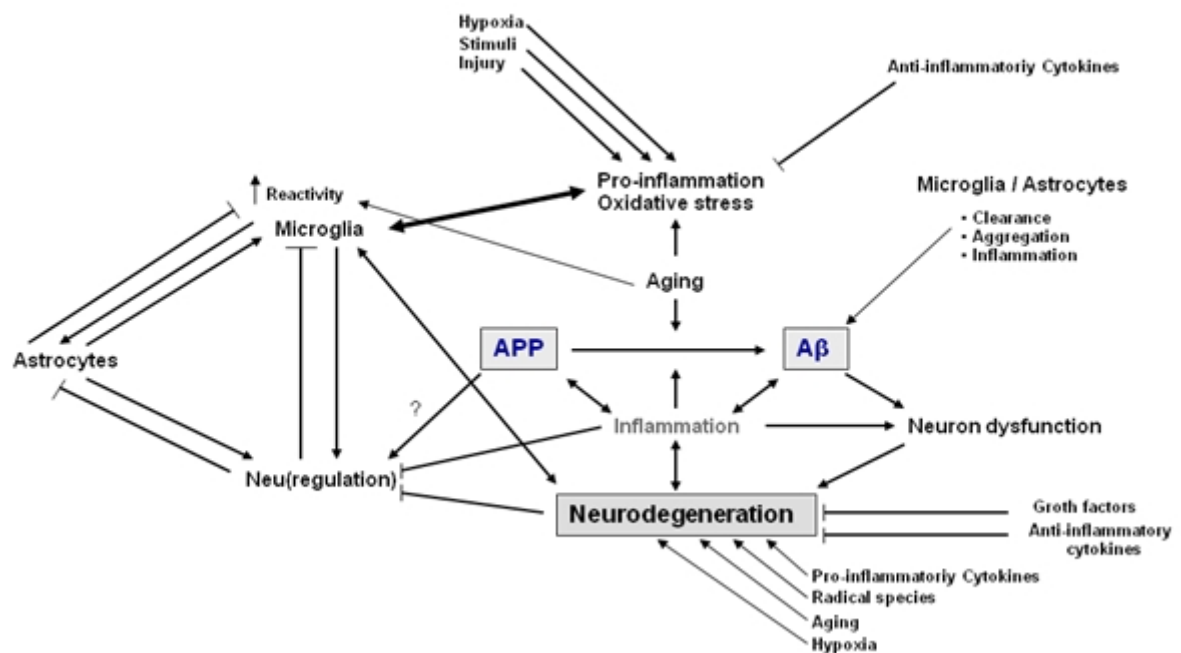 Hypoxia
Stimuli
Injury
Anti-inflammatoriy Cytokines
Pro-inflammation
Oxidative stress
Microglia / Astrocytes
• Clearance
• Aggregation
• Inflammation
Reactivity
Microglia
Aging
Astrocytes
APP
Aβ
?
Inflammation
Neuron dysfunction
Neu(regulation)
Neurodegeneration
Groth factors
Anti-inflammatory
cytokines
Pro-inflammatoriy Cytokines
Radical species
Aging
Hypoxia